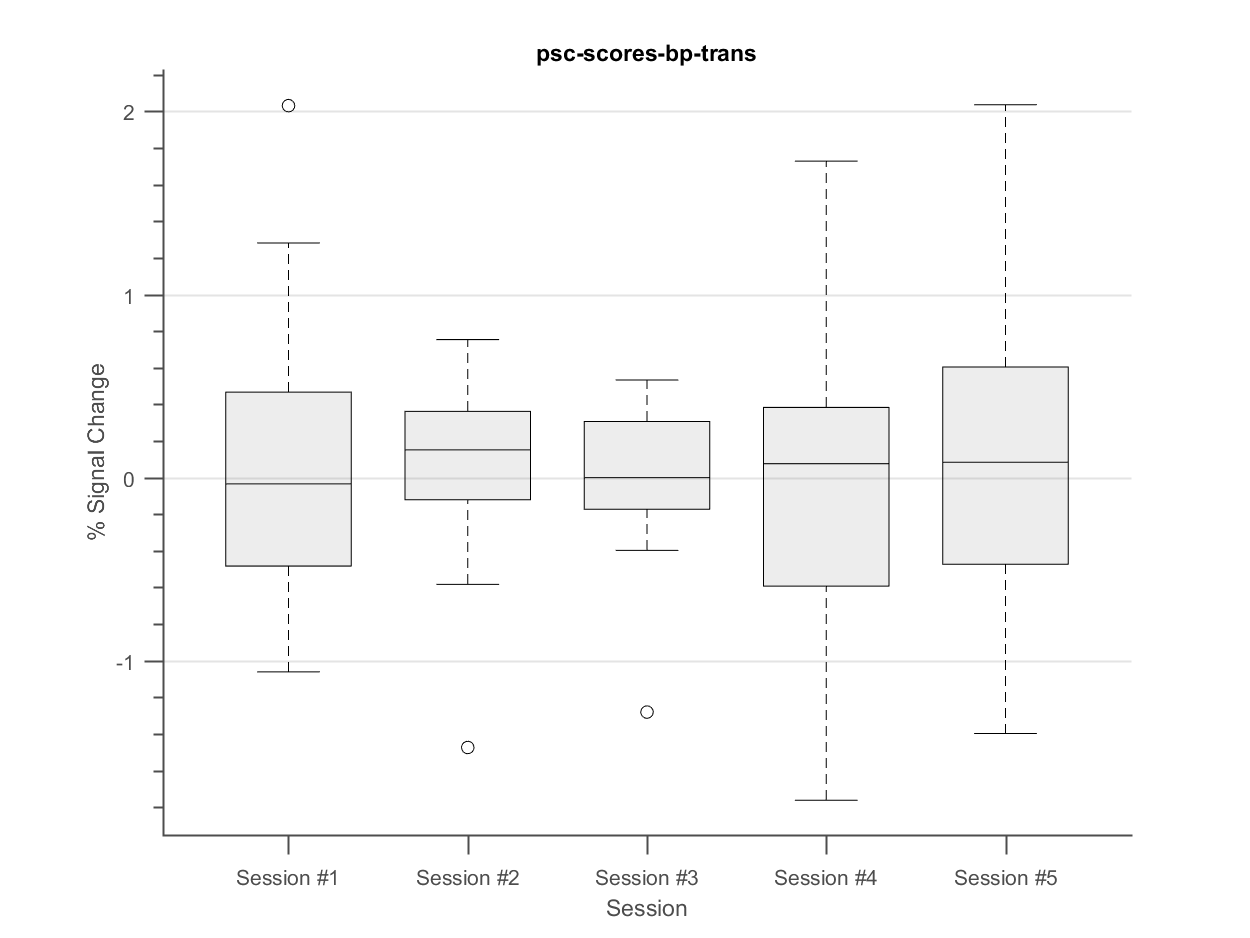 psc-scores-bp-trans
2
1
0
-1
% Signal Change
Session #1 Session #2 Session #3 Session #4 Session #5
Session